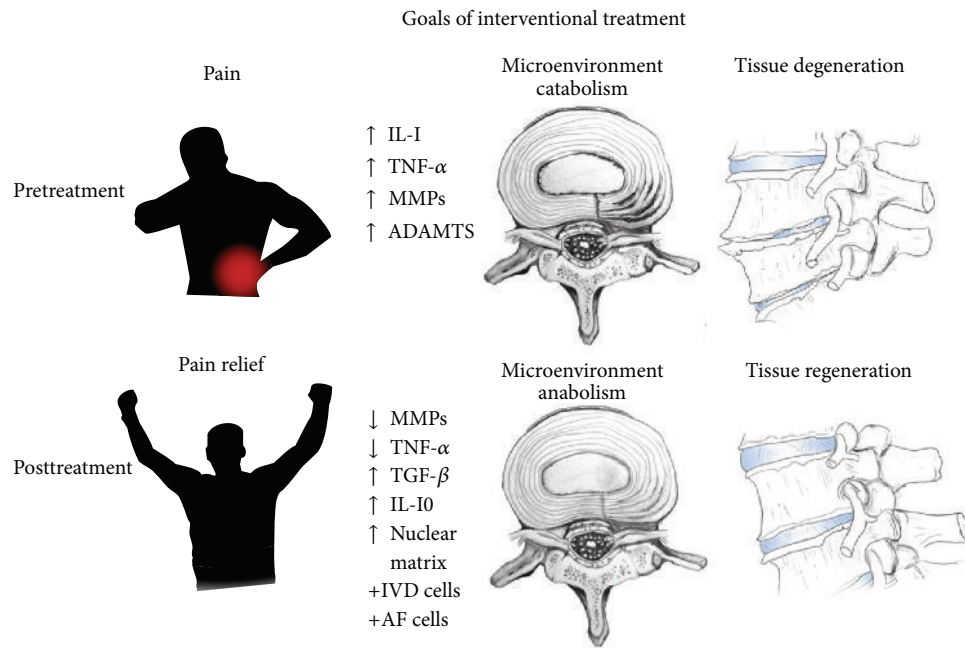 Goals of interventional treatment
Pain
Microenvironment
catabolism
Tissue degeneration
Pretreatment
↑ IL-I
↑ TNF-α
↑ MMPs
↑ ADAMTS
Pain relief
Microenvironment
anabolism
Tissue regeneration
Posttreatment
↓ MMPs
↓ TNF-α
↑ TGF-β
↑ IL-I0
↑ Nuclear
matrix
+IVD cells
+AF cells